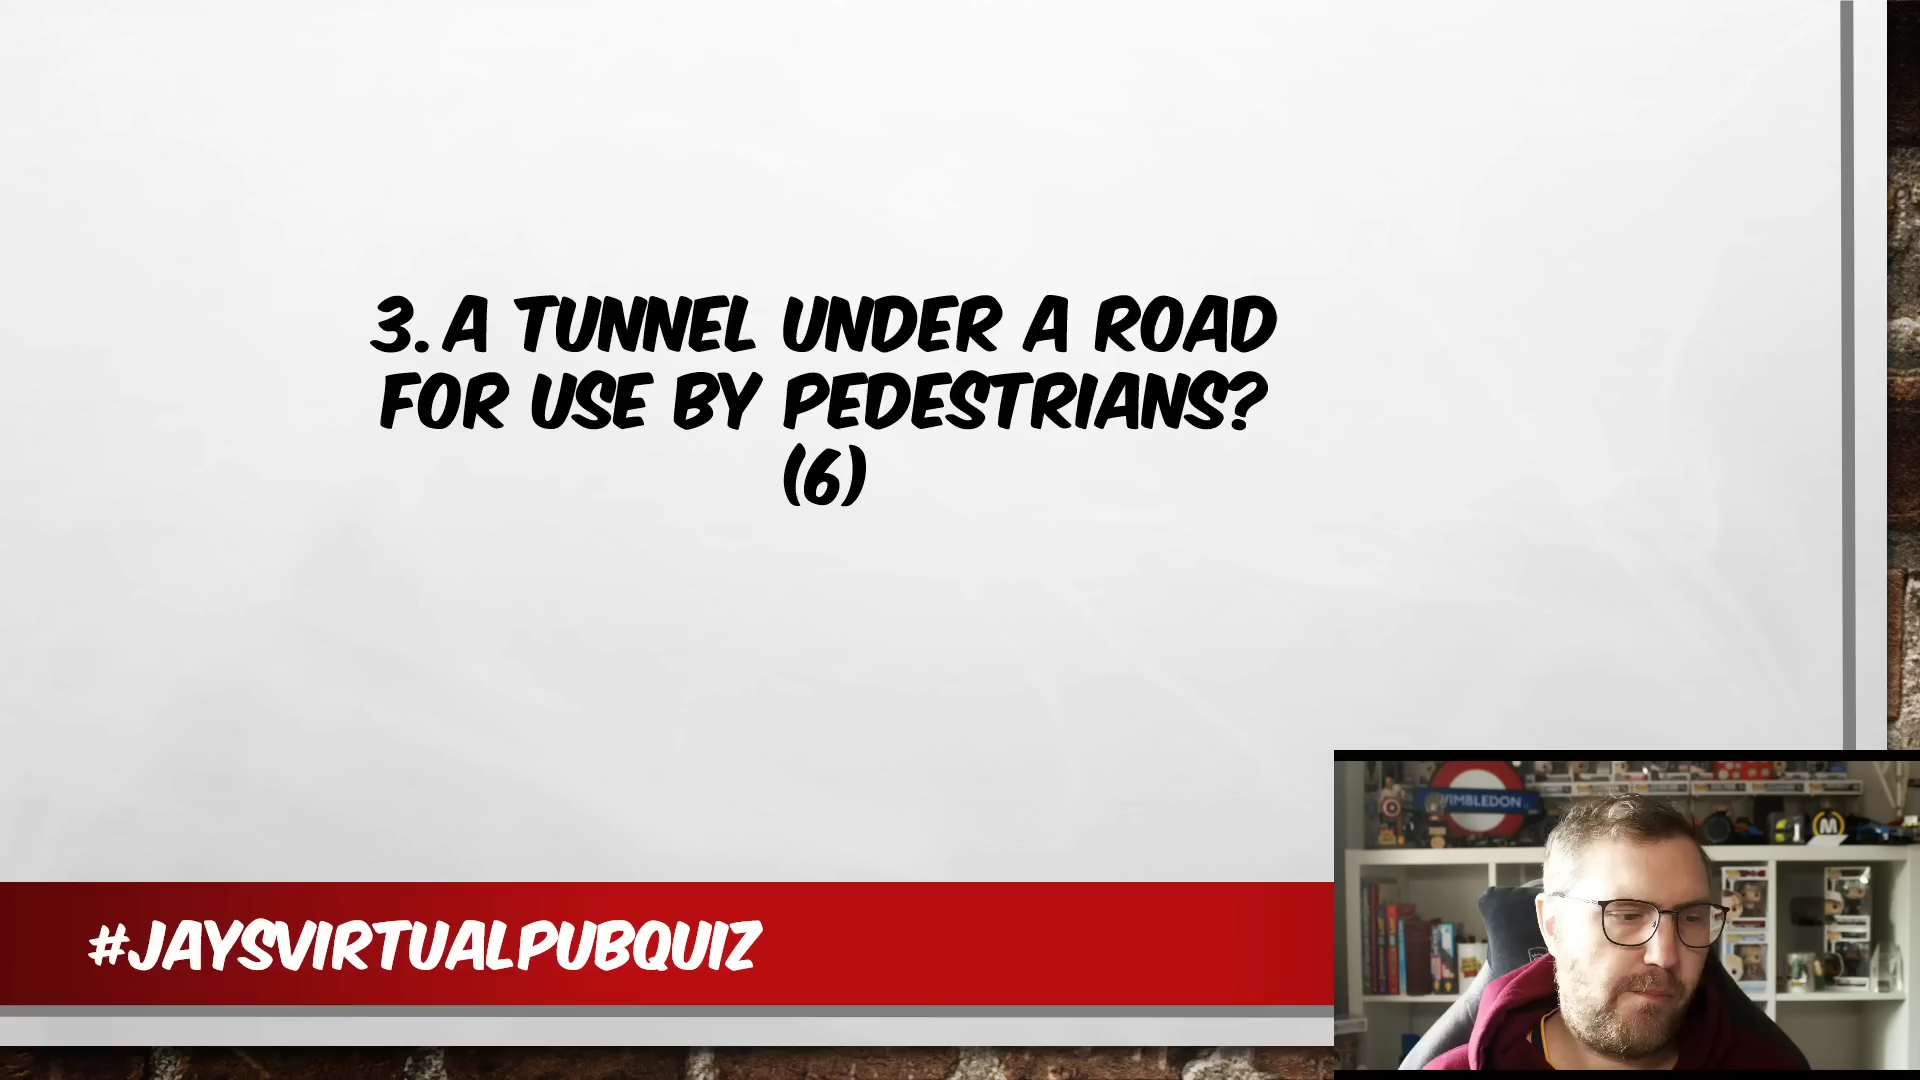 3. A TUNNEL UNDER A ROAD
FOR USE BY PEDESTRIANS?
(6)
#JAYSVIRTUALPUBQUIZ
WIMBLEDON
M